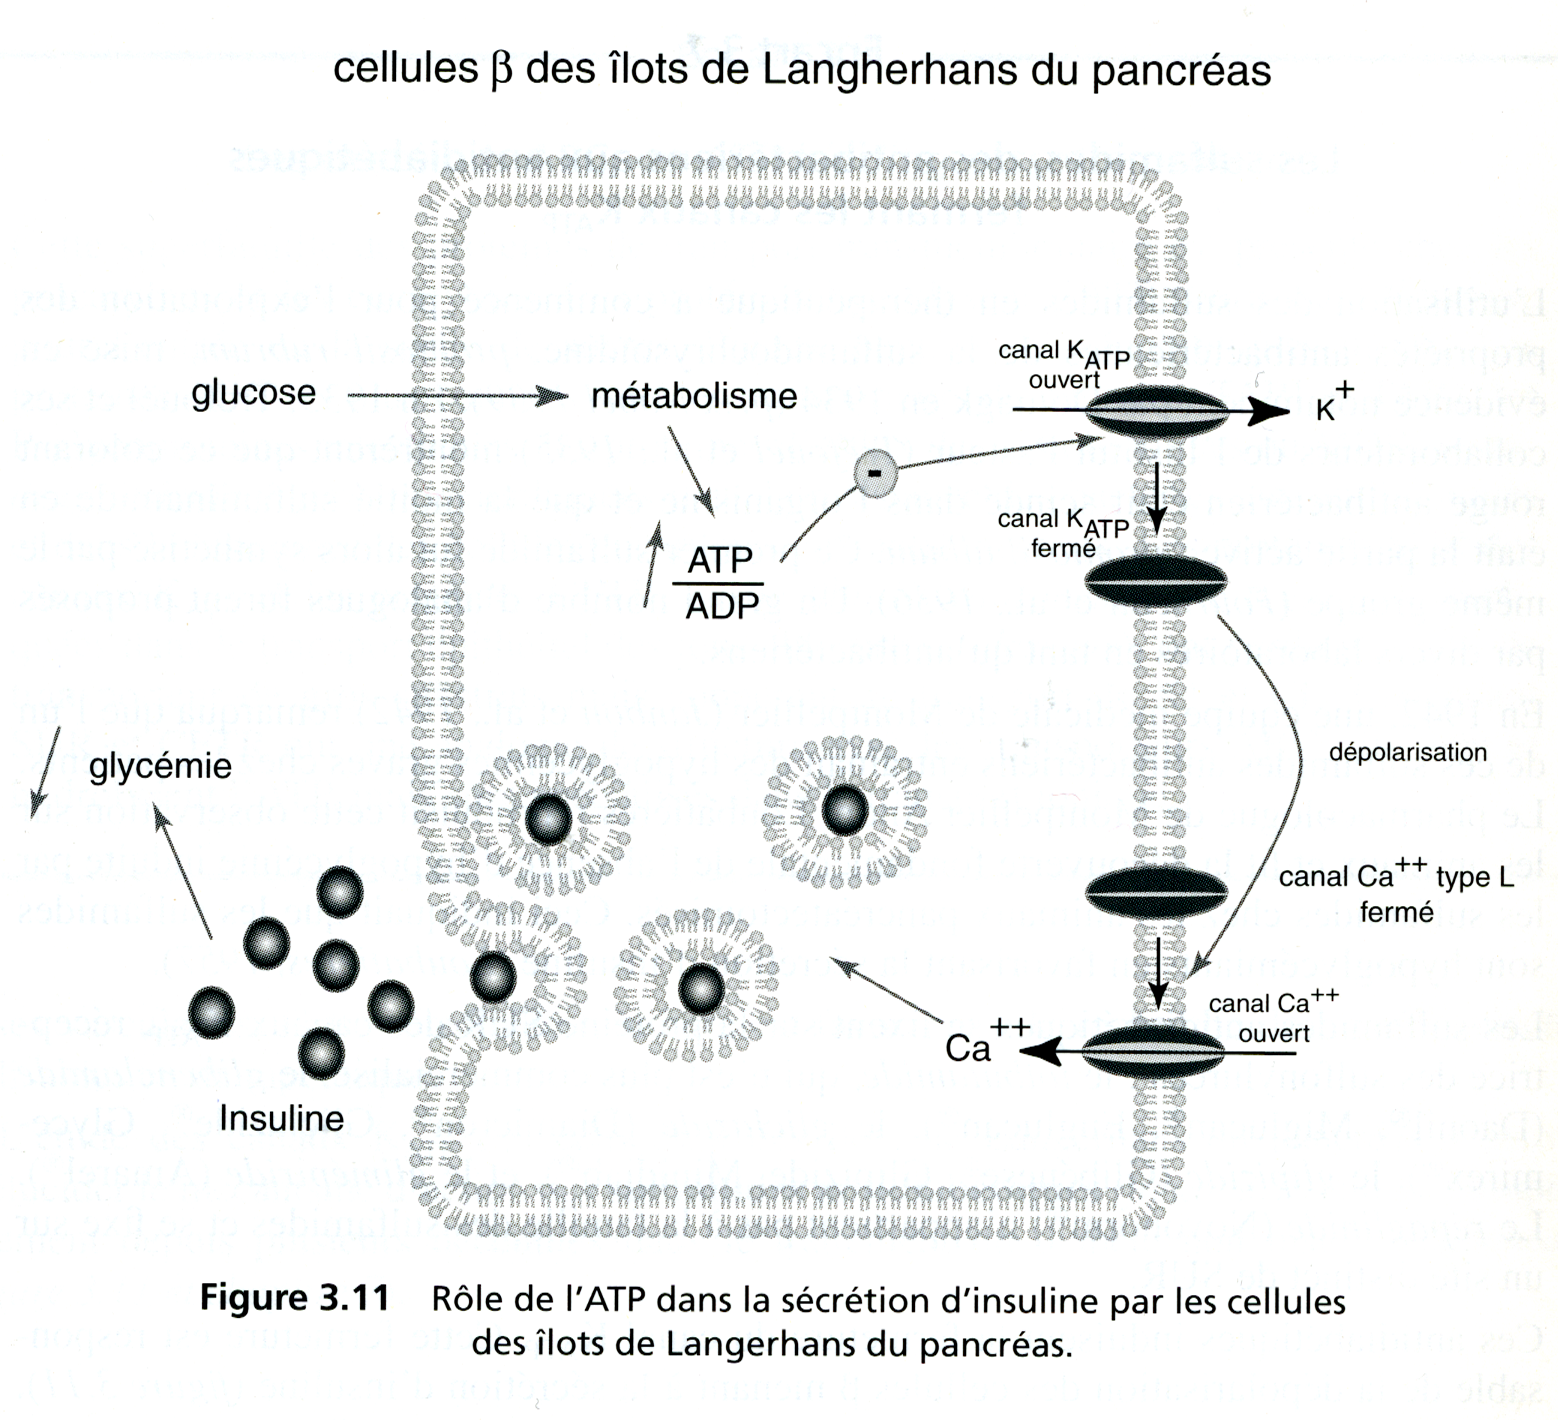 cellules β des îlots de Langherhans du pancréas
canal K ATP
ouvert
glucose
métabolisme
K+
-
canal K ATP
fermé
ATP
ADP
dépolarisation
glycémie
canal Ca++ type L
fermé
canal Ca++
ouvert
Ca++
Insuline
Figure 3.11 Rôle de l'ATP dans la sécrétion d'insuline par les cellules
des îlots de Langerhans du pancréas.